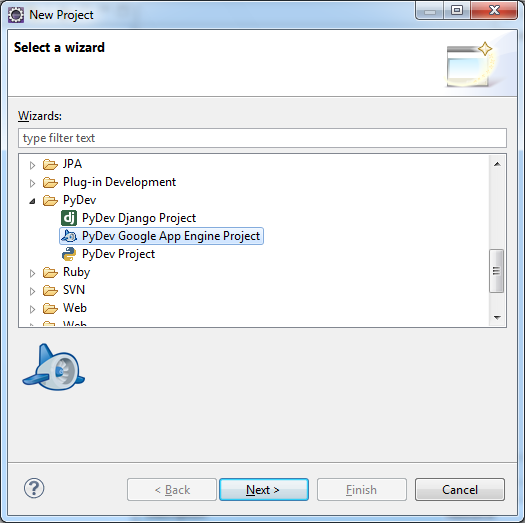 New Project
Select a wizard
Wizards:
type filter text
JPA
Plug-in Development
PyDev
dj PyDev Django Project
PyDev Google App Engine Project
PyDev Project
Ruby
SVN
Web
Web
? < Back Next > Finish Cancel